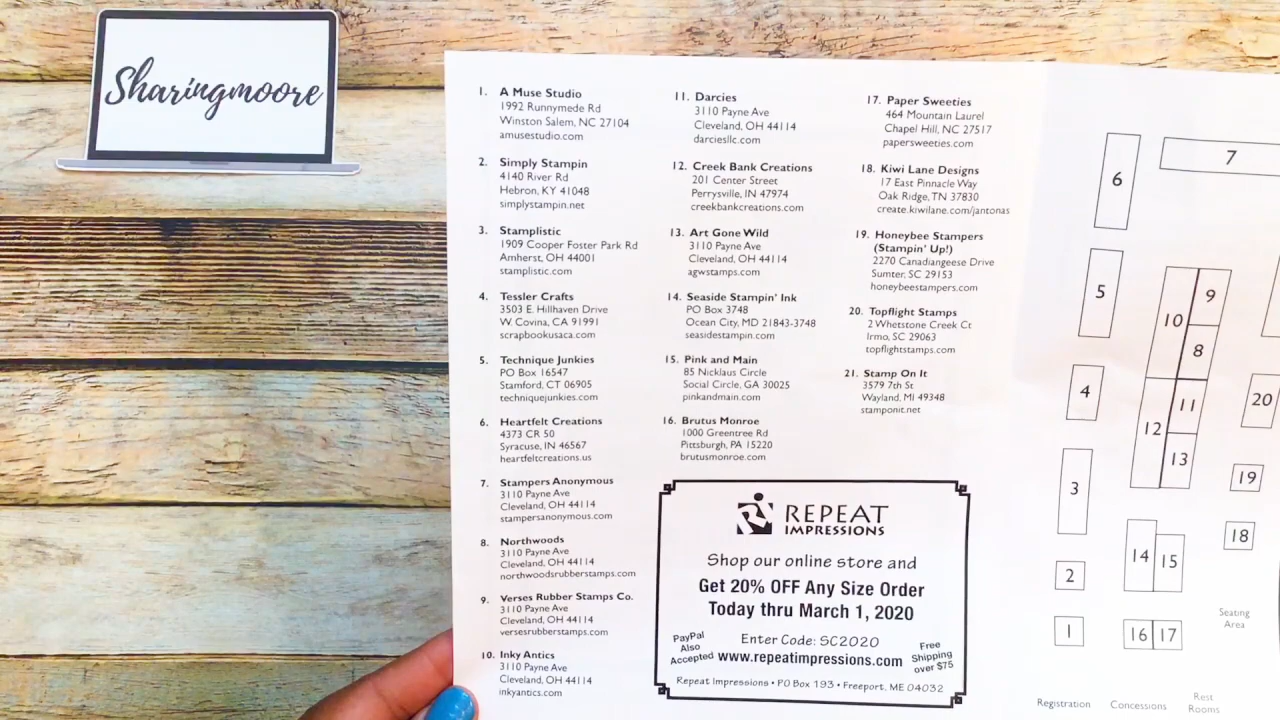 Sharingmoore
1. A Muse Studio
1992 Runnymede Rd
Winston Salem, NC 27104
amusestudio.com
2. Simply Stampin
4140 River Rd
Hebron, KY 41048
simplystampin.net
3. Stamplistic
1909 Cooper Foster Park Rd
Amherst, OH 44001
stamplistic.com
4. Tessler Crafts
3503 E. Hillhaven Drive
W. Covina, CA 91991
scrapbookusaca.com
5. Technique Junkies
PO Box 16547
Stamford, CT 06905
techniquejunkies.com
6. Heartfelt Creations
4373 CR 50
Syracuse, IN 46567
heartfeltcreations.us
7. Stampers Anonymous
3110 Payne Ave
Cleveland, OH 44114
stampersanonymous.com
8. Northwoods
3110 Payne Ave
Cleveland, OH 44114
northwoodsrubberstamps.com
9. Verses Rubber Stamps Co.
3110 Payne Ave
Cleveland, OH 44114
versesrubberstamps.com
10. Inky Antics
3110 Payne Ave
Cleveland, OH 44114
inkyantics.com
11. Darcies
3110 Payne Ave
Cleveland, OH 44114
darciesllc.com
12. Creek Bank Creations
201 Center Street
Perrysville, IN 47974
creekbankcreations.com
13. Art Gone Wild
3110 Payne Ave
Cleveland, OH 44114
agwstamps.com
14. Seaside Stampin' Ink
PO Box 3748
Ocean City, MD 21843-3748
seasidestampin.com
15. Pink and Main
85 Nicklaus Circle
Social Circle, GA 30025
pinkandmain.com
16. Brutus Monroe
1000 Greentree Rd
Pittsburgh, PA 15220
brutusmonroe.com
17. Paper Sweeties
464 Mountain Laurel
Chapel Hill, NC 27517
papersweeties.com
18. Kiwi Lane Designs
17 East Pinnacle Way
Oak Ridge, TN 37830
create.kiwilane.com/jantonas
19. Honeybee Stampers
(Stampin' Up!)
2270 Canadiangeese Drive
Sumter, SC 29153
honeybeestampers.com
20. Topflight Stamps
2 Whetstone Creek Ct
Irmo, SC 29063
topflightstamps.com
21. Stamp On It
3579 7th St
Wayland, MI 49348
stamponit.net
REPEAT
IMPRESSIONS
Shop our online store and
Get 20% OFF Any Size Order
Today thru March 1, 2020
Enter Code: SC2020
PayPal
Also
Accepted
www.repeatimpressions.com
Free
Shipping
over $75
Repeat Impressions • PO Box 193 • Freeport, ME 04032
6
7
5
9
10
8
4
11
20
12
13
3
19
18
14
15
2
Seating
Area
1
16
17
Registration
Concessions
Rest
Rooms